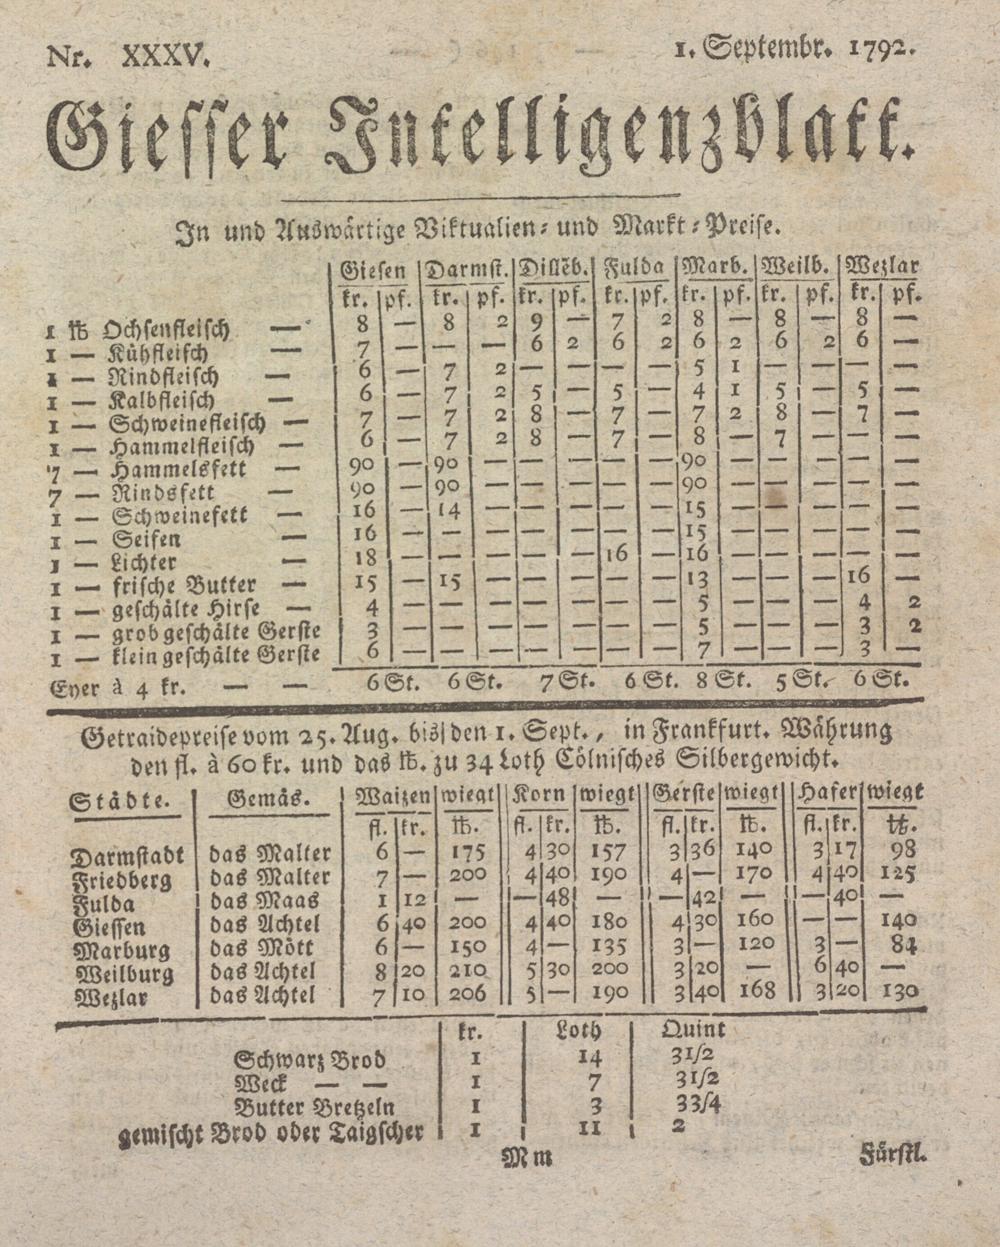 Nr. XXXV. 1. Septembr. 1792.
Giesser Intelligenzblatt.
In und Auswärtige Viktualien- und Markt-Preise.
Giesen Darmst. Dillēb. Fulda Marb. Weilb. Wezlar
kr. pf. kr. pf. kr. pf. kr. pf. kr. pf. kr. pf. kr. pf.
1 ℔ Ochsenfleisch — 8 — 8 2 9 — 7 2 8 — 8 — 8 —
1 — Kühfleisch — 7 — — — 6 2 6 2 6 2 6 2 6 —
1 — Rindfleisch — 6 — 7 2 — — — — 5 1 — — — —
1 — Kalbfleisch — 6 — 7 2 5 — 5 — 4 1 5 — 5 —
1 — Schweinefleisch — 7 — 7 2 8 — 7 — 7 2 8 — 7 —
1 — Hammelfleisch — 6 — 7 2 8 — 7 — 8 — 7 — — —
7 — Hammelsfett — 90 — 90 — — — — — 90 — — — — —
7 — Rindsfett — 90 — 90 — — — — — 90 — — — — —
1 — Schweinefett — 16 — 14 — — — — — 15 — — — — —
1 — Seifen — 16 — — — — — — — 15 — — — — —
1 — Lichter — 18 — — — — — 16 — 16 — — — — —
1 — frische Butter — 15 — 15 — — — — — 13 — — — 16 —
1 — geschälte Hirse — 4 — — — — — — — 5 — — — 4 2
1 — grob geschälte Gerste 3 — — — — — — — 5 — — — 3 2
1 — klein geschälte Gerste 6 — — — — — — — 7 — — — 3 —
Eyer à 4 kr. — — 6 St. 6 St. 7 St. 6 St. 8 St. 5 St. 6 St.
Getraidepreise vom 25. Aug. bis den 1. Sept., in Frankfurt. Währung
den fl. à 60 kr. und das ℔. zu 34 Loth Cölnisches Silbergewicht.
Städte. Gemäs. Waizen wiegt Korn wiegt Gerste wiegt Hafer wiegt
fl. kr. ℔. fl. kr. ℔. fl. kr. ℔. fl. kr. ℔.
Darmstadt das Malter 6 — 175 4 30 157 3 36 140 3 17 98
Friedberg das Malter 7 — 200 4 40 190 4 — 170 4 40 125
Fulda das Maas 1 12 — — 48 — — 42 — — 40 —
Giessen das Achtel 6 40 200 4 40 180 4 30 160 — — 140
Marburg das Mött 6 — 150 4 — 135 3 — 120 3 — 84
Weilburg das Achtel 8 20 210 5 30 200 3 20 — 6 40 —
Wezlar das Achtel 7 10 206 5 — 190 3 40 168 3 20 130
kr. Loth Quint
Schwarz Brod 1 14 31/2
Weck — — 1 7 31/2
Butter Bretzeln 1 3 33/4
gemischt Brod oder Taigscher 1 11 2
M m Fürstl.